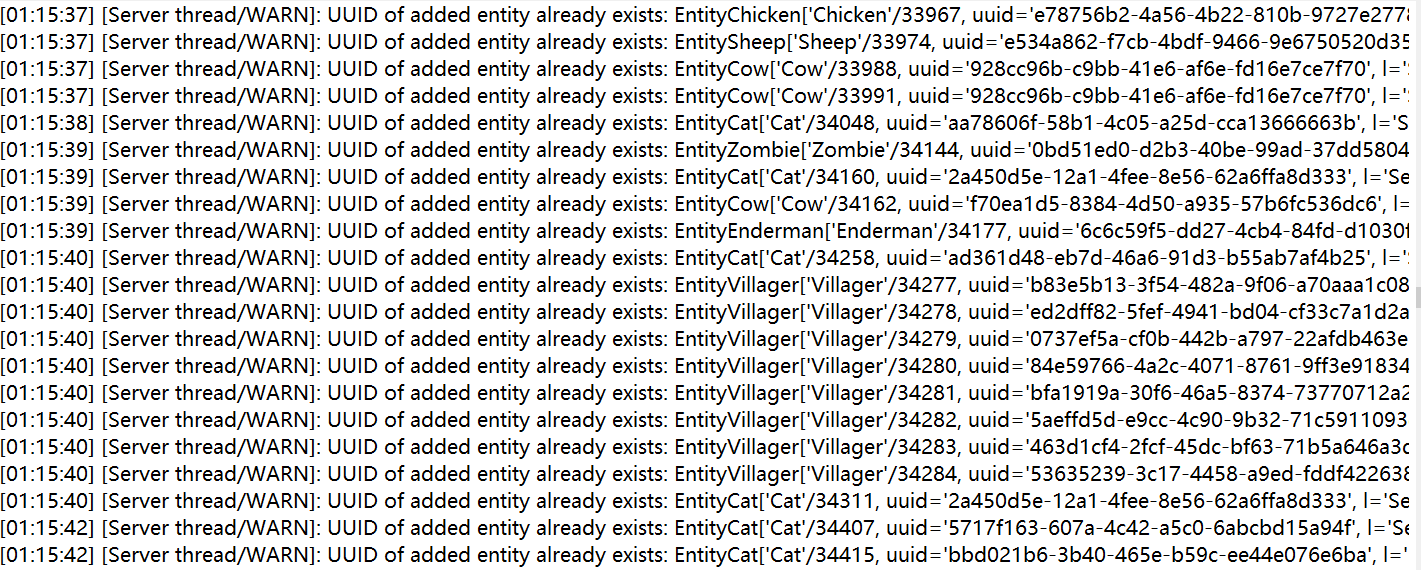 [01:15:37] [Server thread/WARN]: UUID of added entity already exists: EntityChicken['Chicken'/33967, uuid='e78756b2-4a56-4b22-810b-9727e2778
[01:15:37] [Server thread/WARN]: UUID of added entity already exists: EntitySheep['Sheep'/33974, uuid='e534a862-f7cb-4bdf-9466-9e6750520d35
[01:15:37] [Server thread/WARN]: UUID of added entity already exists: EntityCow['Cow'/33988, uuid='928cc96b-c9bb-41e6-af6e-fd16e7ce7f70', l='S
[01:15:37] [Server thread/WARN]: UUID of added entity already exists: EntityCow['Cow'/33991, uuid='928cc96b-c9bb-41e6-af6e-fd16e7ce7f70', l='S
[01:15:38] [Server thread/WARN]: UUID of added entity already exists: EntityCat['Cat'/34048, uuid='aa78606f-58b1-4c05-a25d-cca13666663b', l='S
[01:15:39] [Server thread/WARN]: UUID of added entity already exists: EntityZombie['Zombie'/34144, uuid='0bd51ed0-d2b3-40be-99ad-37dd5804
[01:15:39] [Server thread/WARN]: UUID of added entity already exists: EntityCat['Cat'/34160, uuid='2a450d5e-12a1-4fee-8e56-62a6ffa8d333', l='Se
[01:15:39] [Server thread/WARN]: UUID of added entity already exists: EntityCow['Cow'/34162, uuid='f70ea1d5-8384-4d50-a935-57b6fc536dc6', l=
[01:15:39] [Server thread/WARN]: UUID of added entity already exists: EntityEnderman['Enderman'/34177, uuid='6c6c59f5-dd27-4cb4-84fd-d1030f
[01:15:40] [Server thread/WARN]: UUID of added entity already exists: EntityCat['Cat'/34258, uuid='ad361d48-eb7d-46a6-91d3-b55ab7af4b25', l='S
[01:15:40] [Server thread/WARN]: UUID of added entity already exists: EntityVillager['Villager'/34277, uuid='b83e5b13-3f54-482a-9f06-a70aaa1c08
[01:15:40] [Server thread/WARN]: UUID of added entity already exists: EntityVillager['Villager'/34278, uuid='ed2dff82-5fef-4941-bd04-cf33c7a1d2a
[01:15:40] [Server thread/WARN]: UUID of added entity already exists: EntityVillager['Villager'/34279, uuid='0737ef5a-cf0b-442b-a797-22afdb463e
[01:15:40] [Server thread/WARN]: UUID of added entity already exists: EntityVillager['Villager'/34280, uuid='84e59766-4a2c-4071-8761-9ff3e91834
[01:15:40] [Server thread/WARN]: UUID of added entity already exists: EntityVillager['Villager'/34281, uuid='bfa1919a-30f6-46a5-8374-73770712a2
[01:15:40] [Server thread/WARN]: UUID of added entity already exists: EntityVillager['Villager'/34282, uuid='5aeffd5d-e9cc-4c90-9b32-71c5911093
[01:15:40] [Server thread/WARN]: UUID of added entity already exists: EntityVillager['Villager'/34283, uuid='463d1cf4-2fcf-45dc-bf63-71b5a646a3c
[01:15:40] [Server thread/WARN]: UUID of added entity already exists: EntityVillager['Villager'/34284, uuid='53635239-3c17-4458-a9ed-fddf422638
[01:15:40] [Server thread/WARN]: UUID of added entity already exists: EntityCat['Cat'/34311, uuid='2a450d5e-12a1-4fee-8e56-62a6ffa8d333', l='Se
[01:15:42] [Server thread/WARN]: UUID of added entity already exists: EntityCat['Cat'/34407, uuid='5717f163-607a-4c42-a5c0-6abcbd15a94f', l='Se
[01:15:42] [Server thread/WARN]: UUID of added entity already exists: EntityCat['Cat'/34415, uuid='bbd021b6-3b40-465e-b59c-ee44e076e6ba', l='